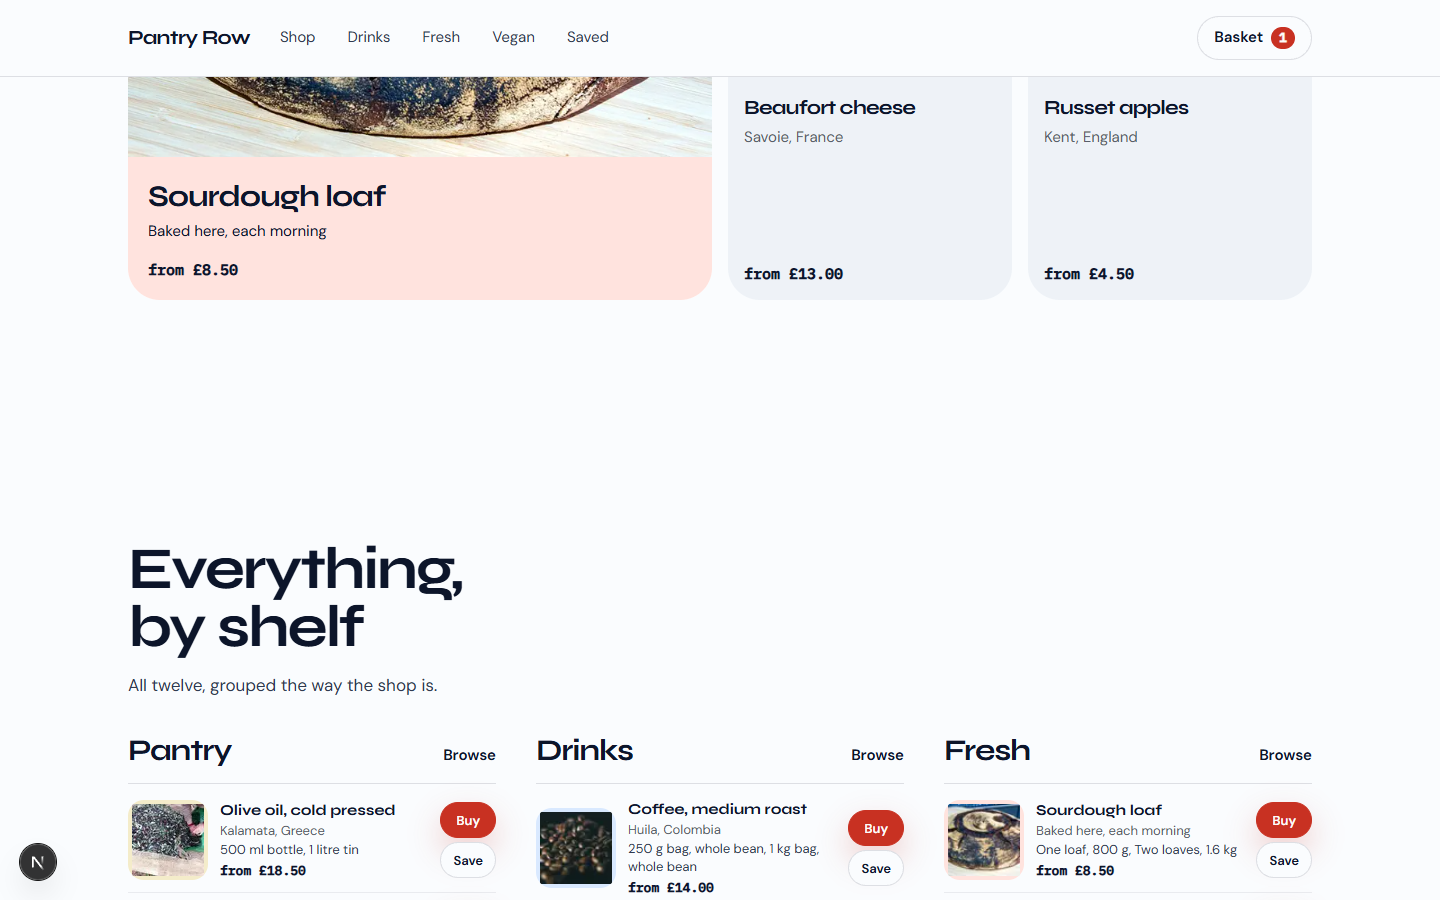 Pantry Row
Shop
Drinks
Fresh
Vegan
Saved
Basket 1
Sourdough loaf
Baked here, each morning
from £8.50
Beaufort cheese
Savoie, France
from £13.00
Russet apples
Kent, England
from £4.50
Everything,
by shelf
All twelve, grouped the way the shop is.
Pantry
Browse
Olive oil, cold pressed
Kalamata, Greece
500 ml bottle, 1 litre tin
from £18.50
Buy
Save
Drinks
Browse
Coffee, medium roast
Huila, Colombia
250 g bag, whole bean, 1 kg bag,
whole bean
from £14.00
Buy
Save
Fresh
Browse
Sourdough loaf
Baked here, each morning
One loaf, 800 g, Two loaves, 1.6 kg
from £8.50
Buy
Save
N